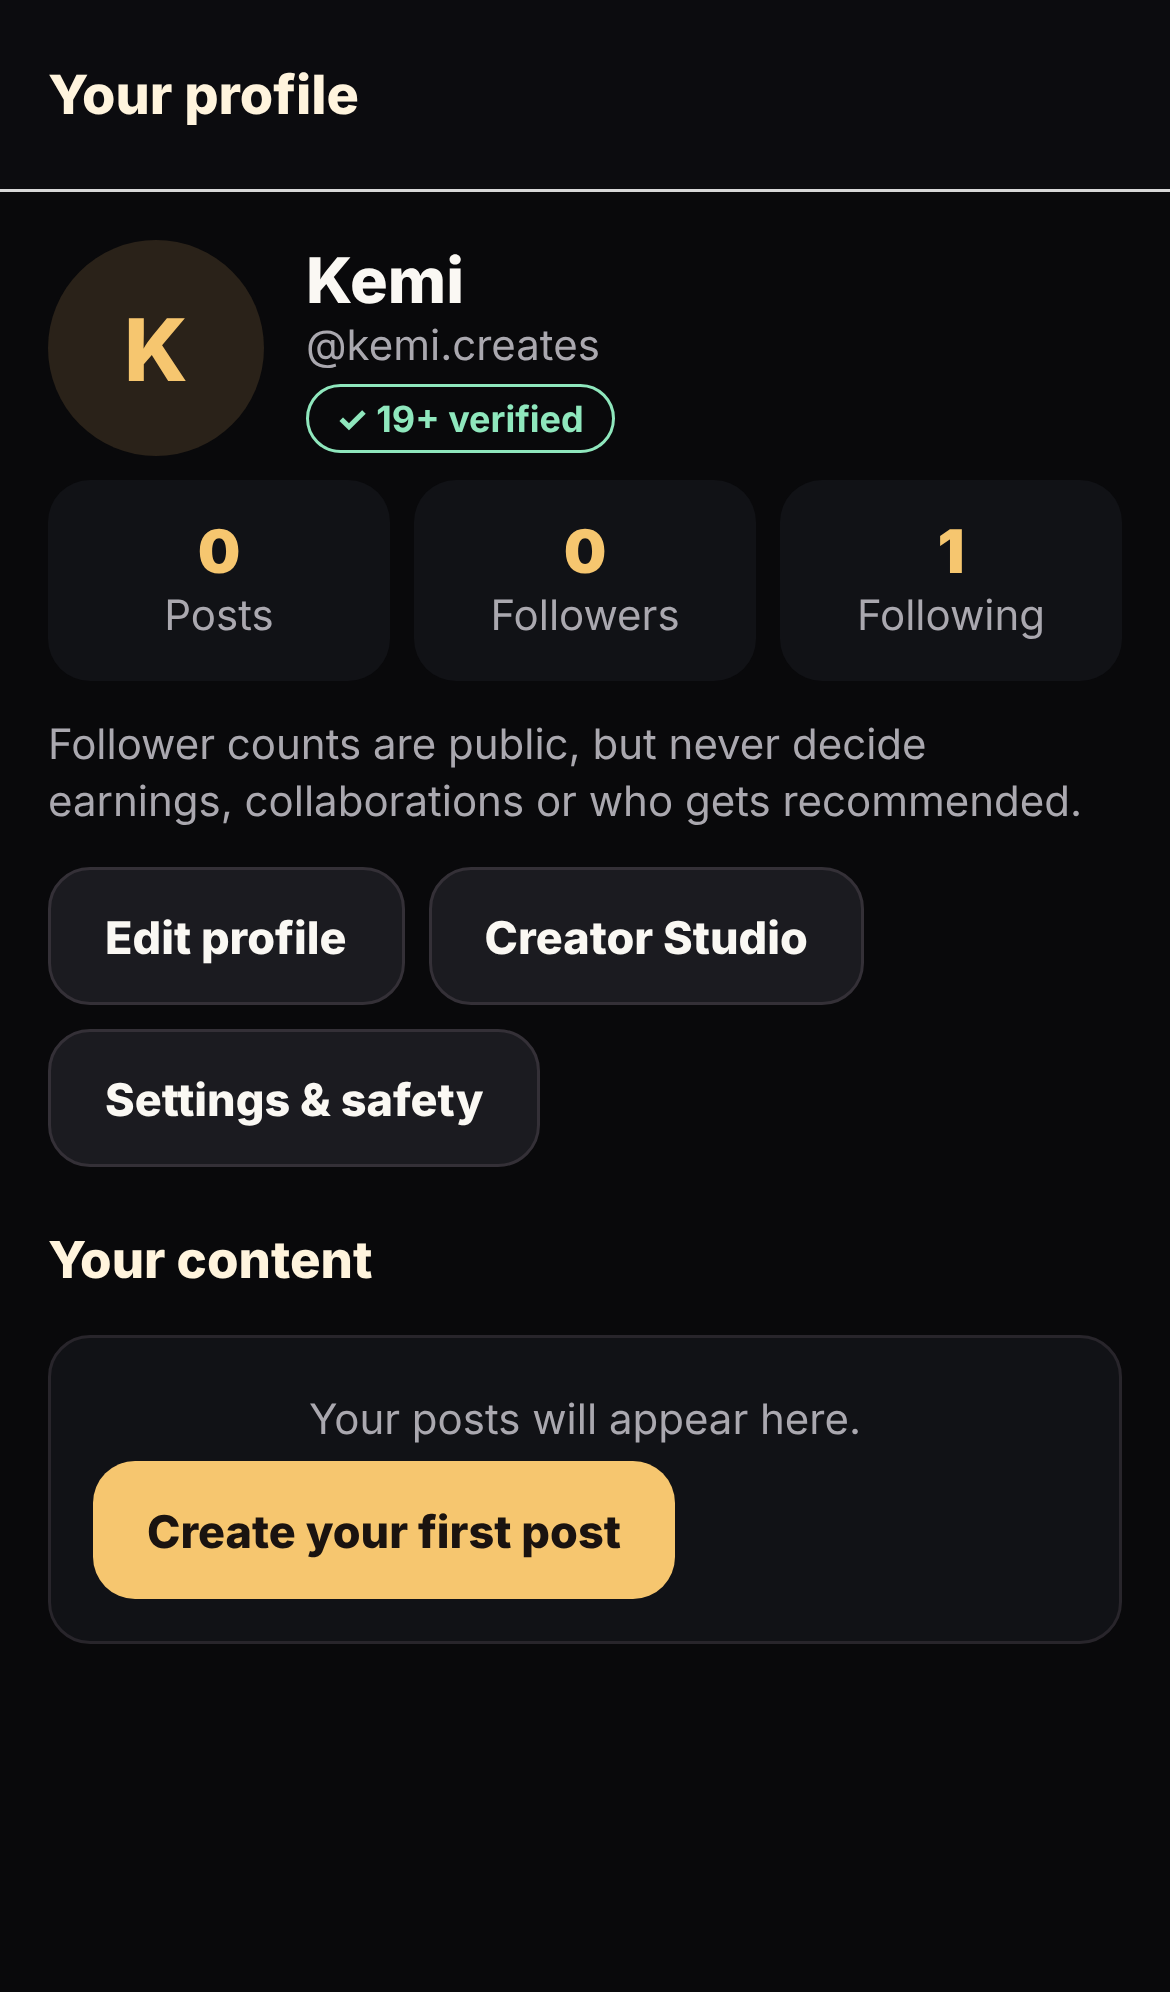 Your profile
K
Kemi
@kemi.creates
✓ 19+ verified
0
Posts
0
Followers
1
Following
Follower counts are public, but never decide
earnings, collaborations or who gets recommended.
Edit profile
Creator Studio
Settings & safety
Your content
Your posts will appear here.
Create your first post